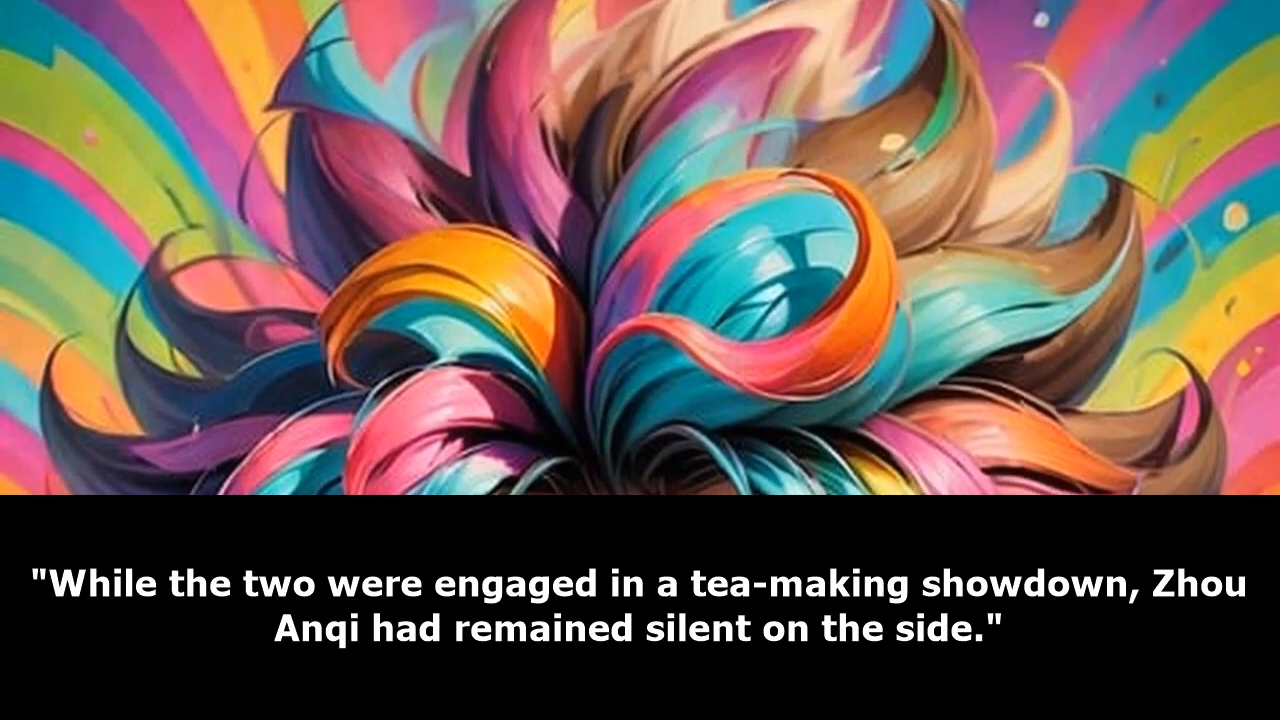 "While the two were engaged in a tea-making showdown, Zhou
Anqi had remained silent on the side."